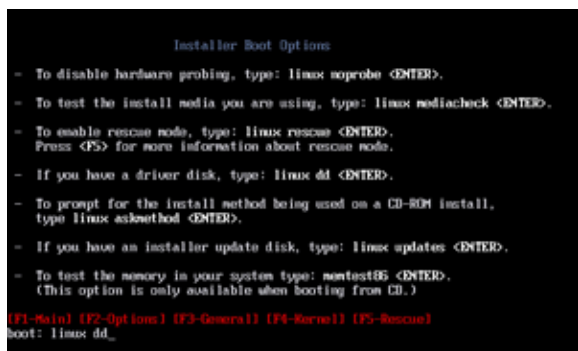 Installer Boot Options
- To disable hardware probing, type: linux noprobe <ENTER>.
- To test the install media you are using, type: linux mediacheck <ENTER>.
- To enable rescue mode, type: linux rescue <ENTER>.
Press <F5> for more information about rescue mode.
- If you have a driver disk, type: linux dd <ENTER>.
- To prompt for the install method being used on a CD-ROM install,
type linux askmethod <ENTER>.
- If you have an installer update disk, type: linux updates <ENTER>.
- To test the memory in your system type: memtest86 <ENTER>.
(This option is only available when booting from CD.)
[F1-Main] [F2-Options] [F3-General] [F4-Kernel] [F5-Rescue]
boot: linux dd_